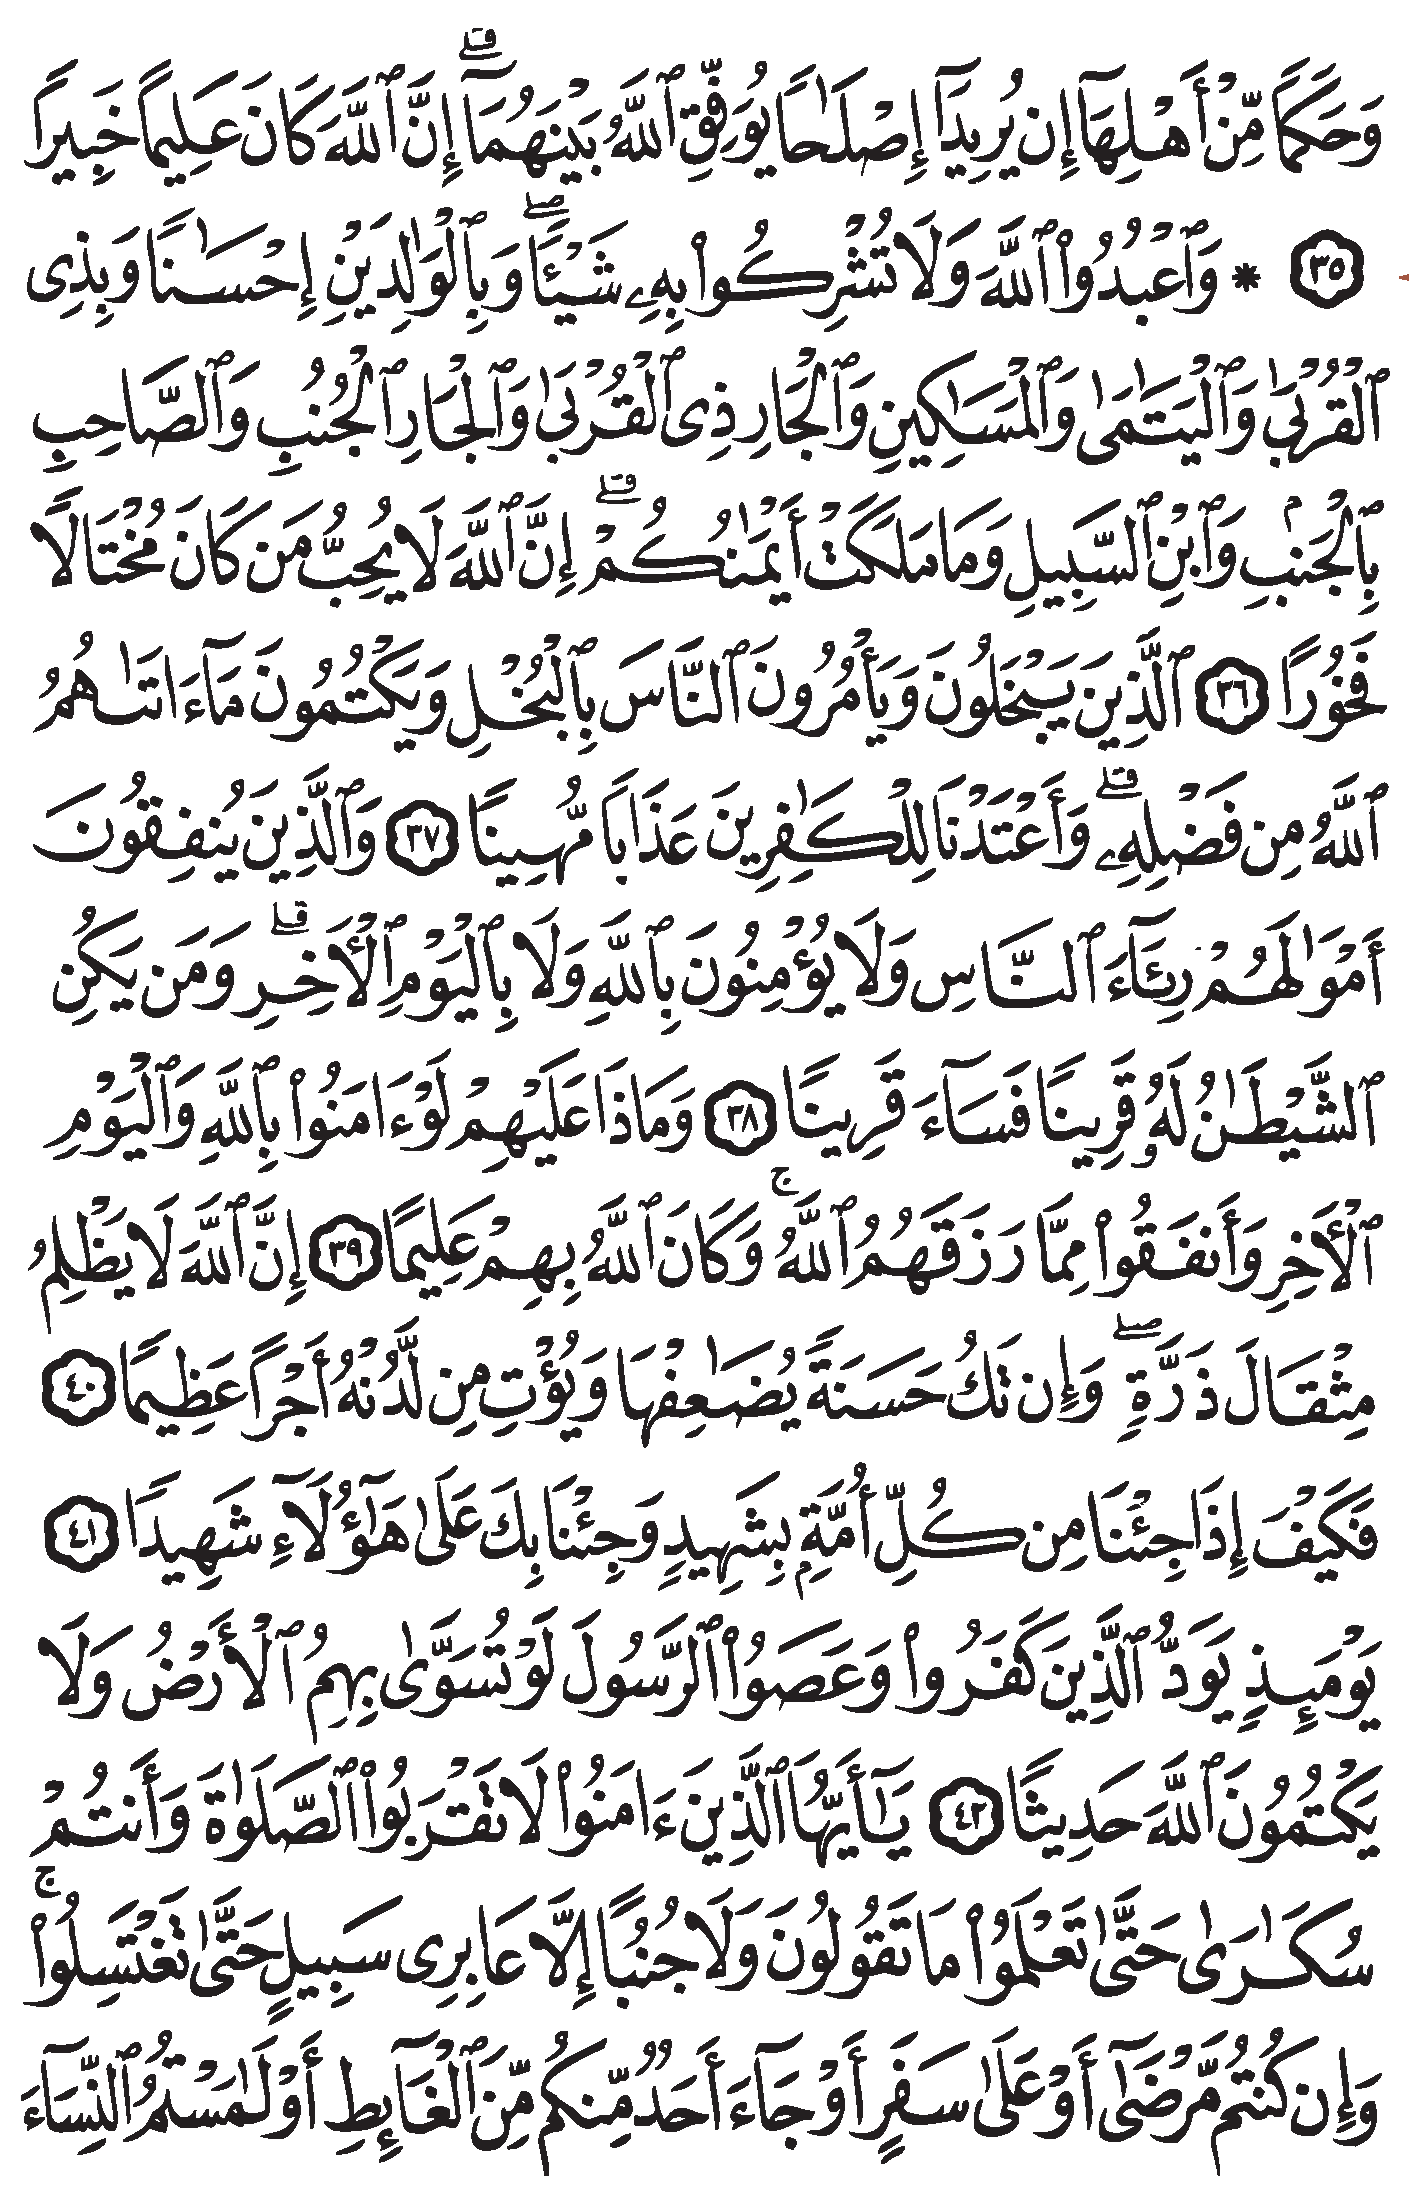 وَحَكَمًا مِّنْ أَهْلِهَآ إِن يُرِيدَآ إِصْلَٰحًا يُوَفِّقِ ٱللَّهُ بَيْنَهُمَآ ۗ إِنَّ ٱللَّهَ كَانَ عَلِيمًا خَبِيرًا
٣٥ * وَٱعْبُدُوا۟ ٱللَّهَ وَلَا تُشْرِكُوا۟ بِهِۦ شَيْـًٔا ۖ وَبِٱلْوَٰلِدَيْنِ إِحْسَٰنًا وَبِذِى
ٱلْقُرْبَىٰ وَٱلْيَتَٰمَىٰ وَٱلْمَسَٰكِينِ وَٱلْجَارِ ذِى ٱلْقُرْبَىٰ وَٱلْجَارِ ٱلْجُنُبِ وَٱلصَّاحِبِ
بِٱلْجَنۢبِ وَٱبْنِ ٱلسَّبِيلِ وَمَا مَلَكَتْ أَيْمَٰنُكُمْ ۗ إِنَّ ٱللَّهَ لَا يُحِبُّ مَن كَانَ مُخْتَالًا
فَخُورًا ٣٦ ٱلَّذِينَ يَبْخَلُونَ وَيَأْمُرُونَ ٱلنَّاسَ بِٱلْبُخْلِ وَيَكْتُمُونَ مَآ ءَاتَىٰهُمُ
ٱللَّهُ مِن فَضْلِهِۦ ۗ وَأَعْتَدْنَا لِلْكَٰفِرِينَ عَذَابًا مُّهِينًا ٣٧ وَٱلَّذِينَ يُنفِقُونَ
أَمْوَٰلَهُمْ رِئَآءَ ٱلنَّاسِ وَلَا يُؤْمِنُونَ بِٱللَّهِ وَلَا بِٱلْيَوْمِ ٱلْأَخِرِ ۗ وَمَن يَكُنِ
ٱلشَّيْطَٰنُ لَهُۥ قَرِينًا فَسَآءَ قَرِينًا ٣٨ وَمَاذَا عَلَيْهِمْ لَوْ ءَامَنُوا۟ بِٱللَّهِ وَٱلْيَوْمِ
ٱلْأَخِرِ وَأَنفَقُوا۟ مِمَّا رَزَقَهُمُ ٱللَّهُ ۚ وَكَانَ ٱللَّهُ بِهِمْ عَلِيمًا ٣٩ إِنَّ ٱللَّهَ لَا يَظْلِمُ
مِثْقَالَ ذَرَّةٍ ۖ وَإِن تَكُ حَسَنَةً يُضَٰعِفْهَا وَيُؤْتِ مِن لَّدُنْهُ أَجْرًا عَظِيمًا ٤٠
فَكَيْفَ إِذَا جِئْنَا مِن كُلِّ أُمَّةٍۭ بِشَهِيدٍ وَجِئْنَا بِكَ عَلَىٰ هَٰٓؤُلَآءِ شَهِيدًا ٤١
يَوْمَئِذٍ يَوَدُّ ٱلَّذِينَ كَفَرُوا۟ وَعَصَوُا۟ ٱلرَّسُولَ لَوْ تُسَوَّىٰ بِهِمُ ٱلْأَرْضُ وَلَا
يَكْتُمُونَ ٱللَّهَ حَدِيثًا ٤٢ يَٰٓأَيُّهَا ٱلَّذِينَ ءَامَنُوا۟ لَا تَقْرَبُوا۟ ٱلصَّلَوٰةَ وَأَنتُمْ
سُكَٰرَىٰ حَتَّىٰ تَعْلَمُوا۟ مَا تَقُولُونَ وَلَا جُنُبًا إِلَّا عَابِرِى سَبِيلٍ حَتَّىٰ تَغْتَسِلُوا۟ ۚ
وَإِن كُنتُم مَّرْضَىٰٓ أَوْ عَلَىٰ سَفَرٍ أَوْ جَآءَ أَحَدٌ مِّنكُم مِّنَ ٱلْغَآئِطِ أَوْ لَٰمَسْتُمُ ٱلنِّسَآءَ